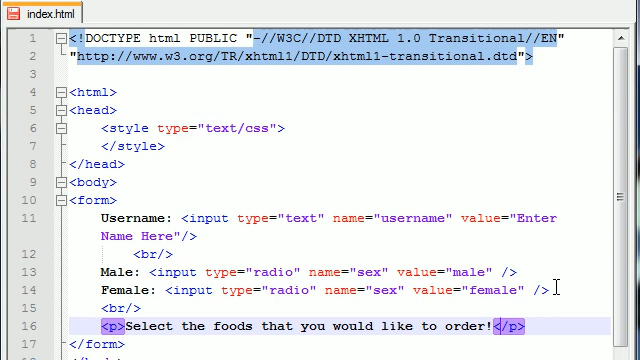 index.html
1 <!DOCTYPE html PUBLIC "-//W3C//DTD XHTML 1.0 Transitional//EN"
2 "http://www.w3.org/TR/xhtml1/DTD/xhtml1-transitional.dtd">
3
4 <html>
5 <head>
6 <style type="text/css">
7 </style>
8 </head>
9 <body>
10 <form>
11 Username: <input type="text" name="username" value="Enter
Name Here"/>
12 <br/>
13 Male: <input type="radio" name="sex" value="male" />
14 Female: <input type="radio" name="sex" value="female" />
15 <br/>
16 <p>Select the foods that you would like to order!</p>
17 </form>